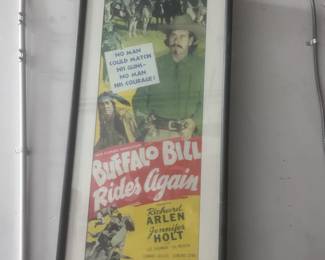 NO MAN
COULD MATCH
HIS GUNS-
NO MAN
HIS COURAGE!
BUFFALO BILL
Rides Again
Richard
ARLEN
Jennifer
HOLT